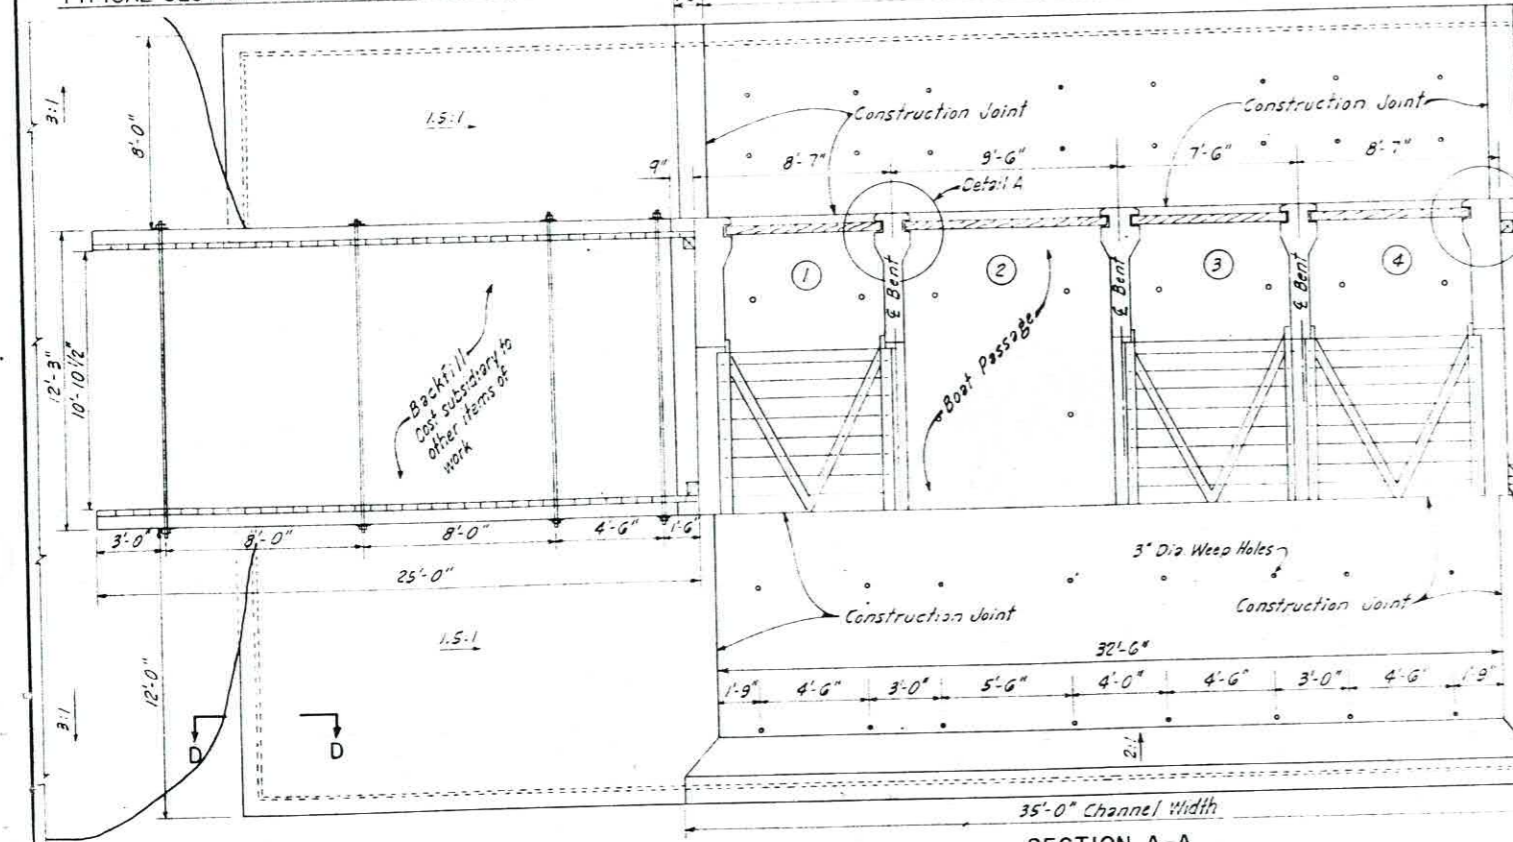 3:1
8'-0"
1.5:1
Construction Joint
Construction Joint
9"
8'-7"
9'-6"
7'-6"
8'-7"
Detail A
1
2
3
4
℄ Bent
℄ Bent
℄ Bent
12'-3"
10'-10 1/2"
Backfill
Cost subsidiary to
other items of
work
Boat Passage
3'-0"
8'-0"
8'-0"
4'-6"
1'-6"
25'-0"
3" Dia. Weep Holes
Construction Joint
Construction Joint
1.5:1
32'-6"
1'-9"
4'-6"
3'-0"
5'-6"
4'-0"
4'-6"
3'-0"
4'-6"
1'-9"
12'-0"
3:1
D
D
2:1
35'-0" Channel Width
SECTION A-A